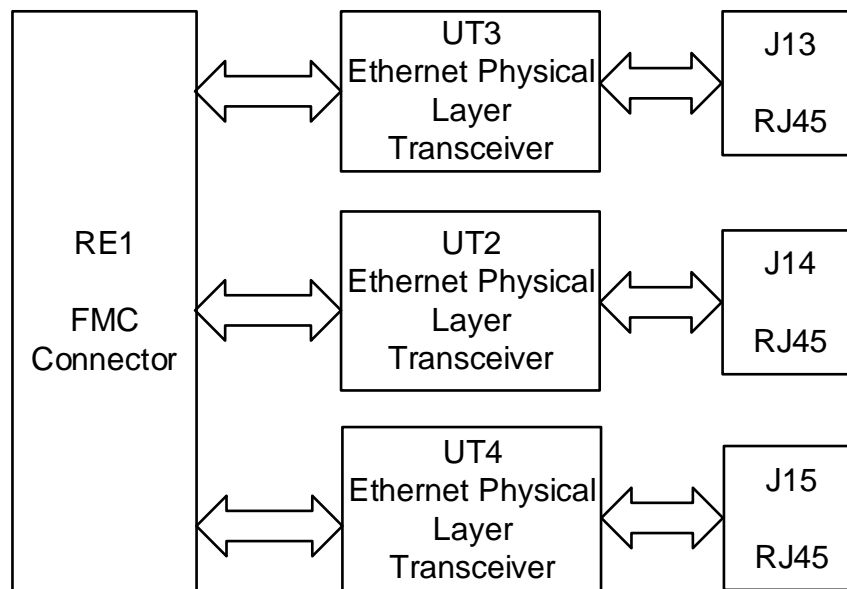 RE1
FMC
Connector
UT3
Ethernet Physical
Layer
Transceiver
J13
RJ45
UT2
Ethernet Physical
Layer
Transceiver
J14
RJ45
UT4
Ethernet Physical
Layer
Transceiver
J15
RJ45